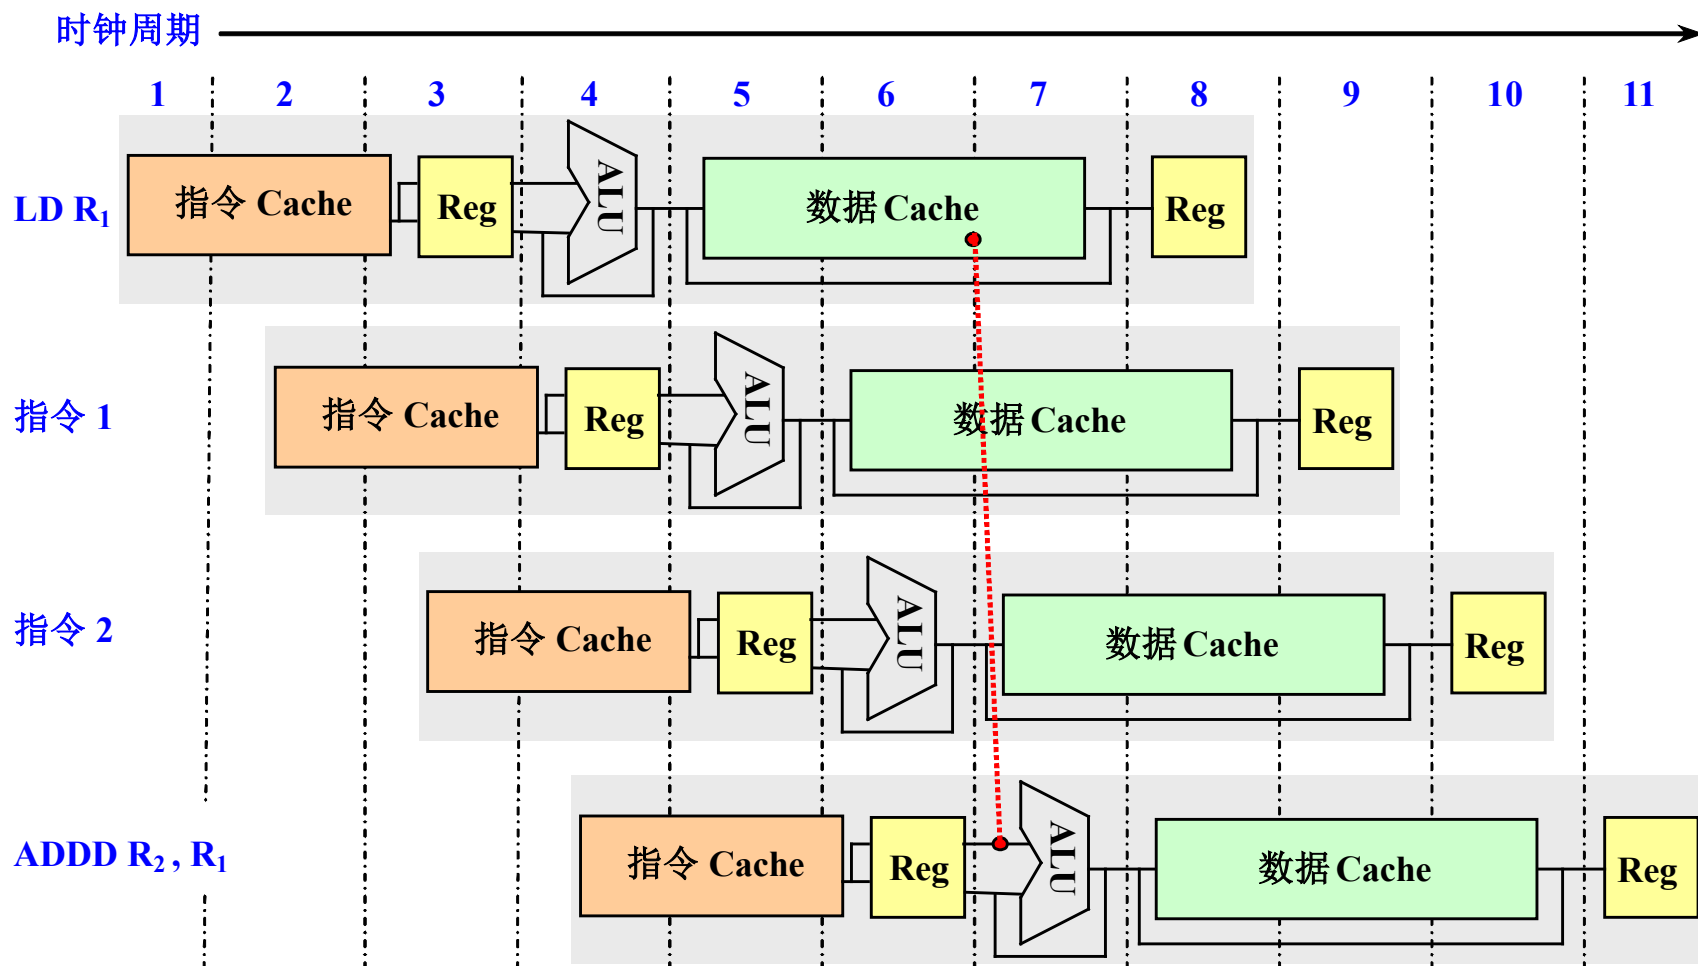 时钟周期
1 2 3 4 5 6 7 8 9 10 11
LD R₁ 指令 Cache Reg ALU 数据 Cache Reg
指令 1 指令 Cache Reg ALU 数据 Cache Reg
指令 2 指令 Cache Reg ALU 数据 Cache Reg
ADDD R₂ , R₁ 指令 Cache Reg ALU 数据 Cache Reg